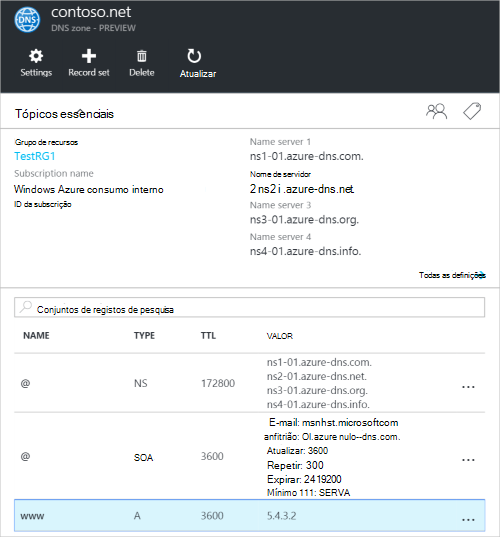 contoso.net
DNS zone - PREVIEW
DNS
Settings
Record set
Delete
Atualizar
Tópicos essenciais
Grupo de recursos
TestRG1
Subscription name
Windows Azure consumo interno
ID da subscrição
Name server 1
ns1-01.azure-dns.com.
Nome de servidor
2 ns2 i .azure-dns.net
Name server 3
ns3-01.azure-dns.org.
Name server 4
ns4-01.azure-dns.info.
Todas as definições
Conjuntos de registos de pesquisa
NAME TYPE TTL VALOR
@ NS 172800 ns1-01.azure-dns.com.
ns2-01.azure-dns.net.
ns3-01.azure-dns.org.
ns4-01.azure-dns.info.
...
@ SOA 3600 E-mail: msnhst.microsoftcom
anfitrião: OI.azure nulo--dns.com.
Atualizar: 3600
Repetir: 300
Expirar: 2419200
Mínimo 111: SERVA
...
www A 3600 5.4.3.2 ...